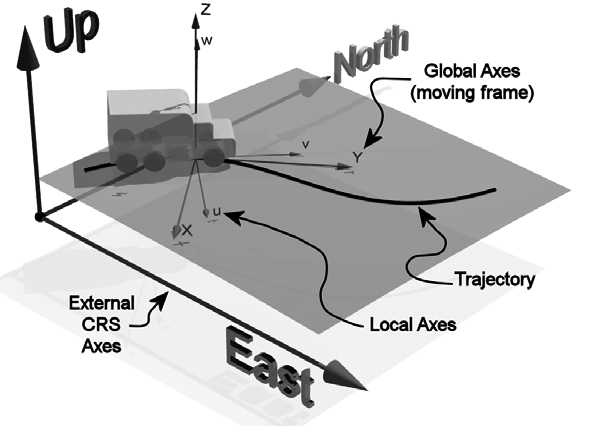 Up
Z
w
North
Global Axes
(moving frame)
v
Y
X
u
Trajectory
External
CRS
Axes
Local Axes
East